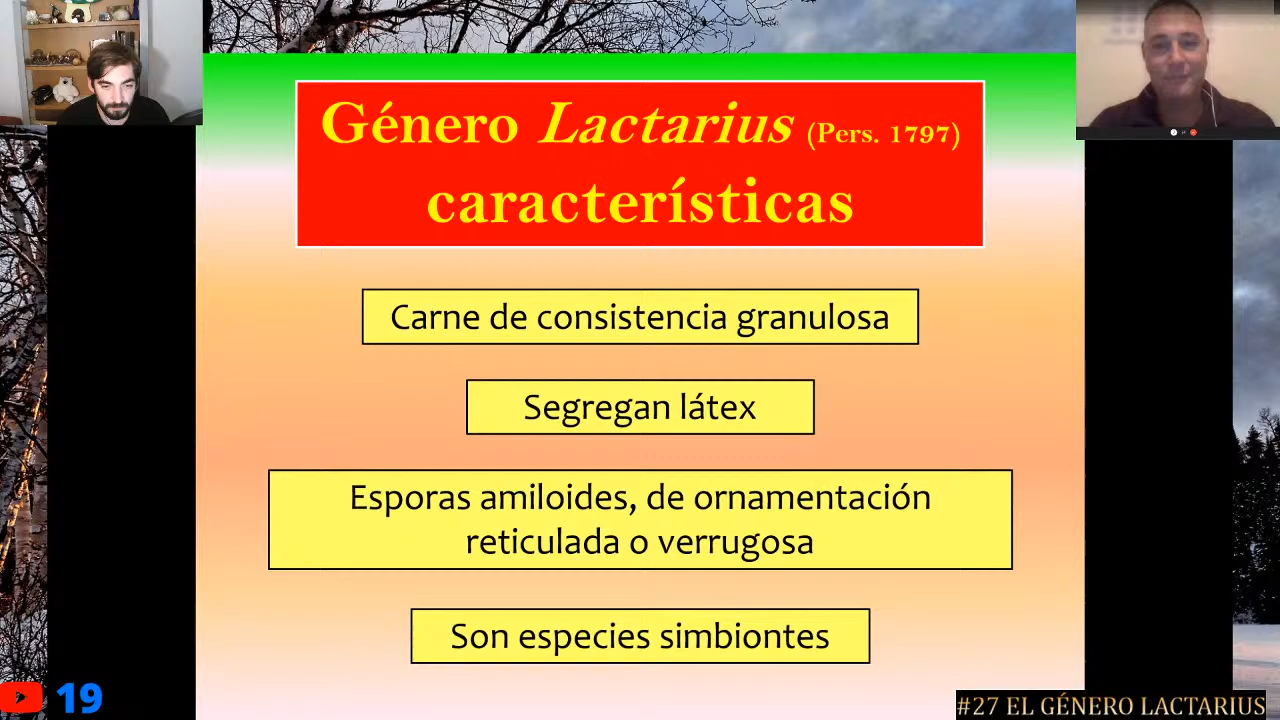 Género Lactarius (Pers. 1797)
características
Carne de consistencia granulosa
Segregan látex
Esporas amiloides, de ornamentación
reticulada o verrugosa
Son especies simbiontes
19
#27 EL GÉNERO LACTARIUS